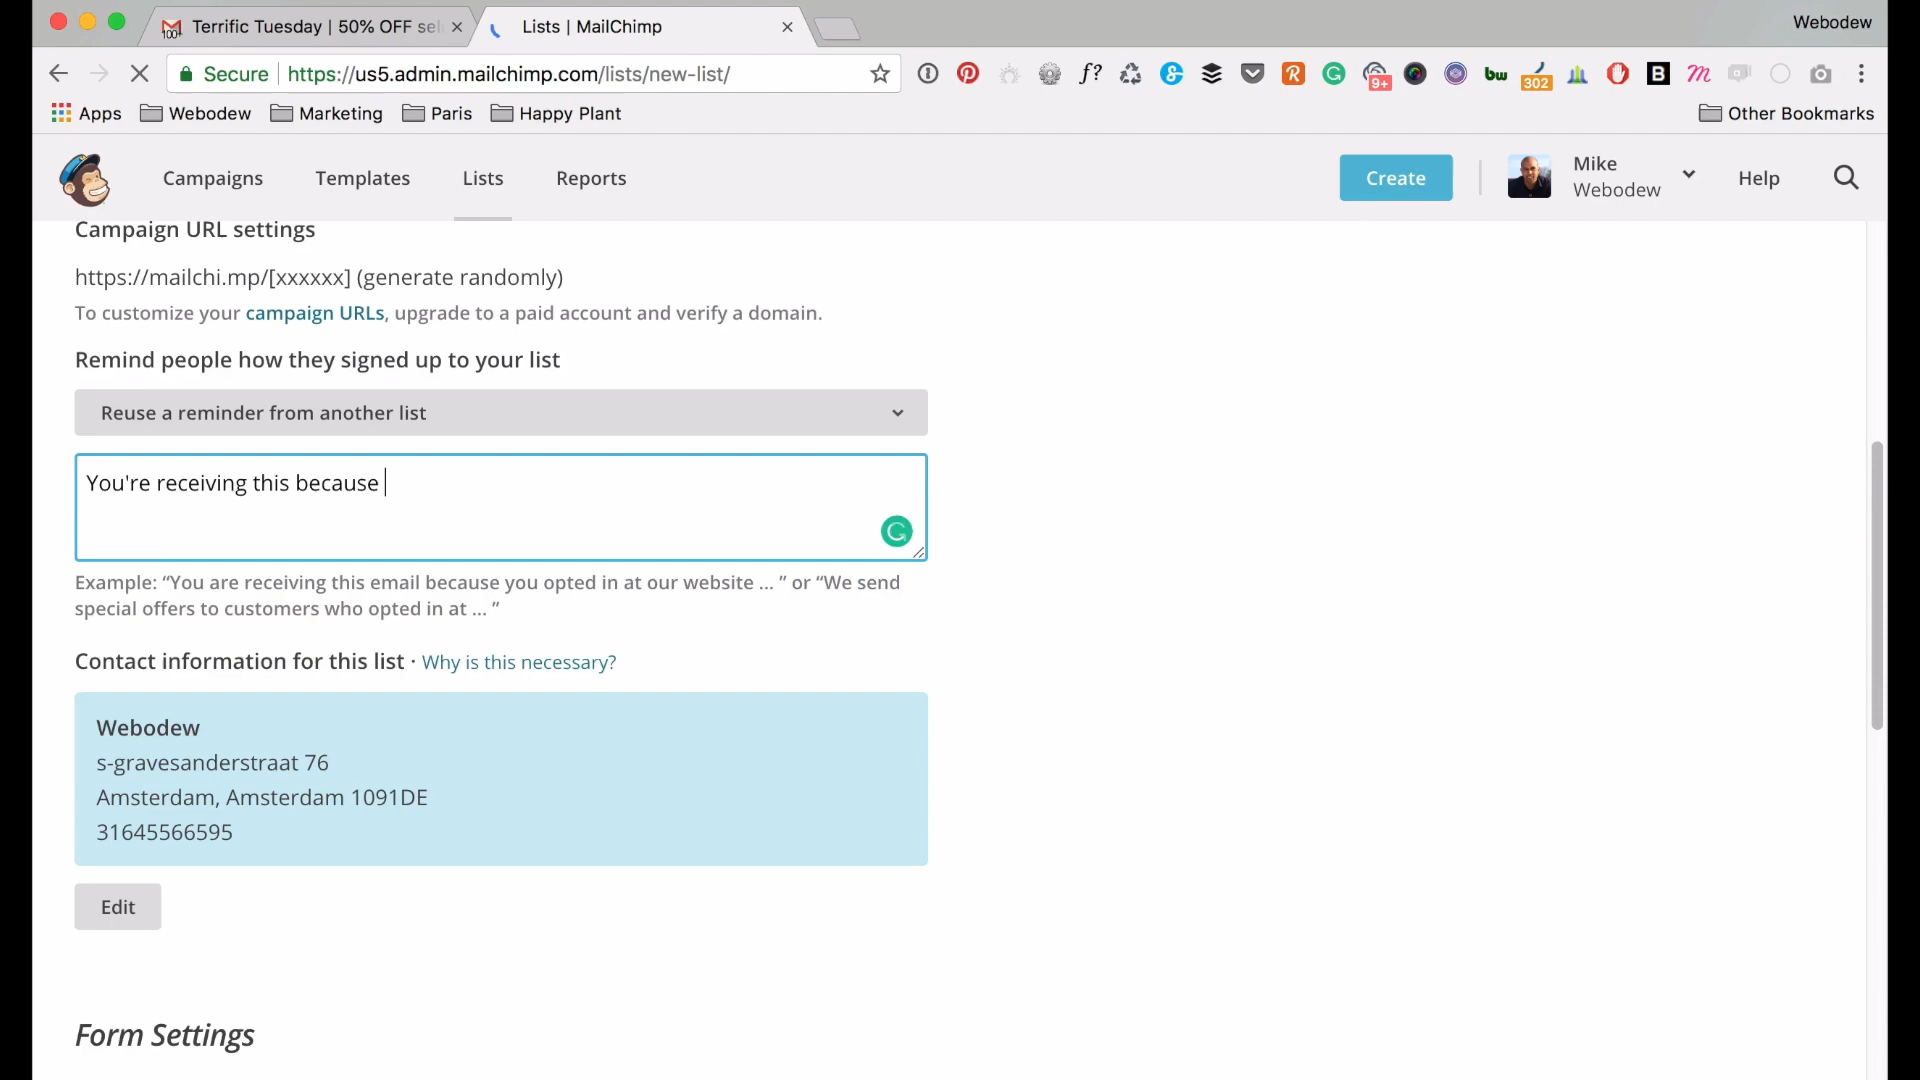 Terrific Tuesday | 50% OFF sel
Lists | MailChimp
Webodew
Secure
https://us5.admin.mailchimp.com/lists/new-list/
Apps
Webodew
Marketing
Paris
Happy Plant
Other Bookmarks
100+
f?
9+
bw
302
B
m
Campaigns
Templates
Lists
Reports
Create
Mike
Webodew
Help
Campaign URL settings
https://mailchi.mp/[xxxxxx] (generate randomly)
To customize your campaign URLs, upgrade to a paid account and verify a domain.
Remind people how they signed up to your list
Reuse a reminder from another list
You're receiving this because
Example: “You are receiving this email because you opted in at our website ... ” or “We send
special offers to customers who opted in at ... ”
Contact information for this list · Why is this necessary?
Webodew
s-gravesanderstraat 76
Amsterdam, Amsterdam 1091DE
31645566595
Edit
Form Settings